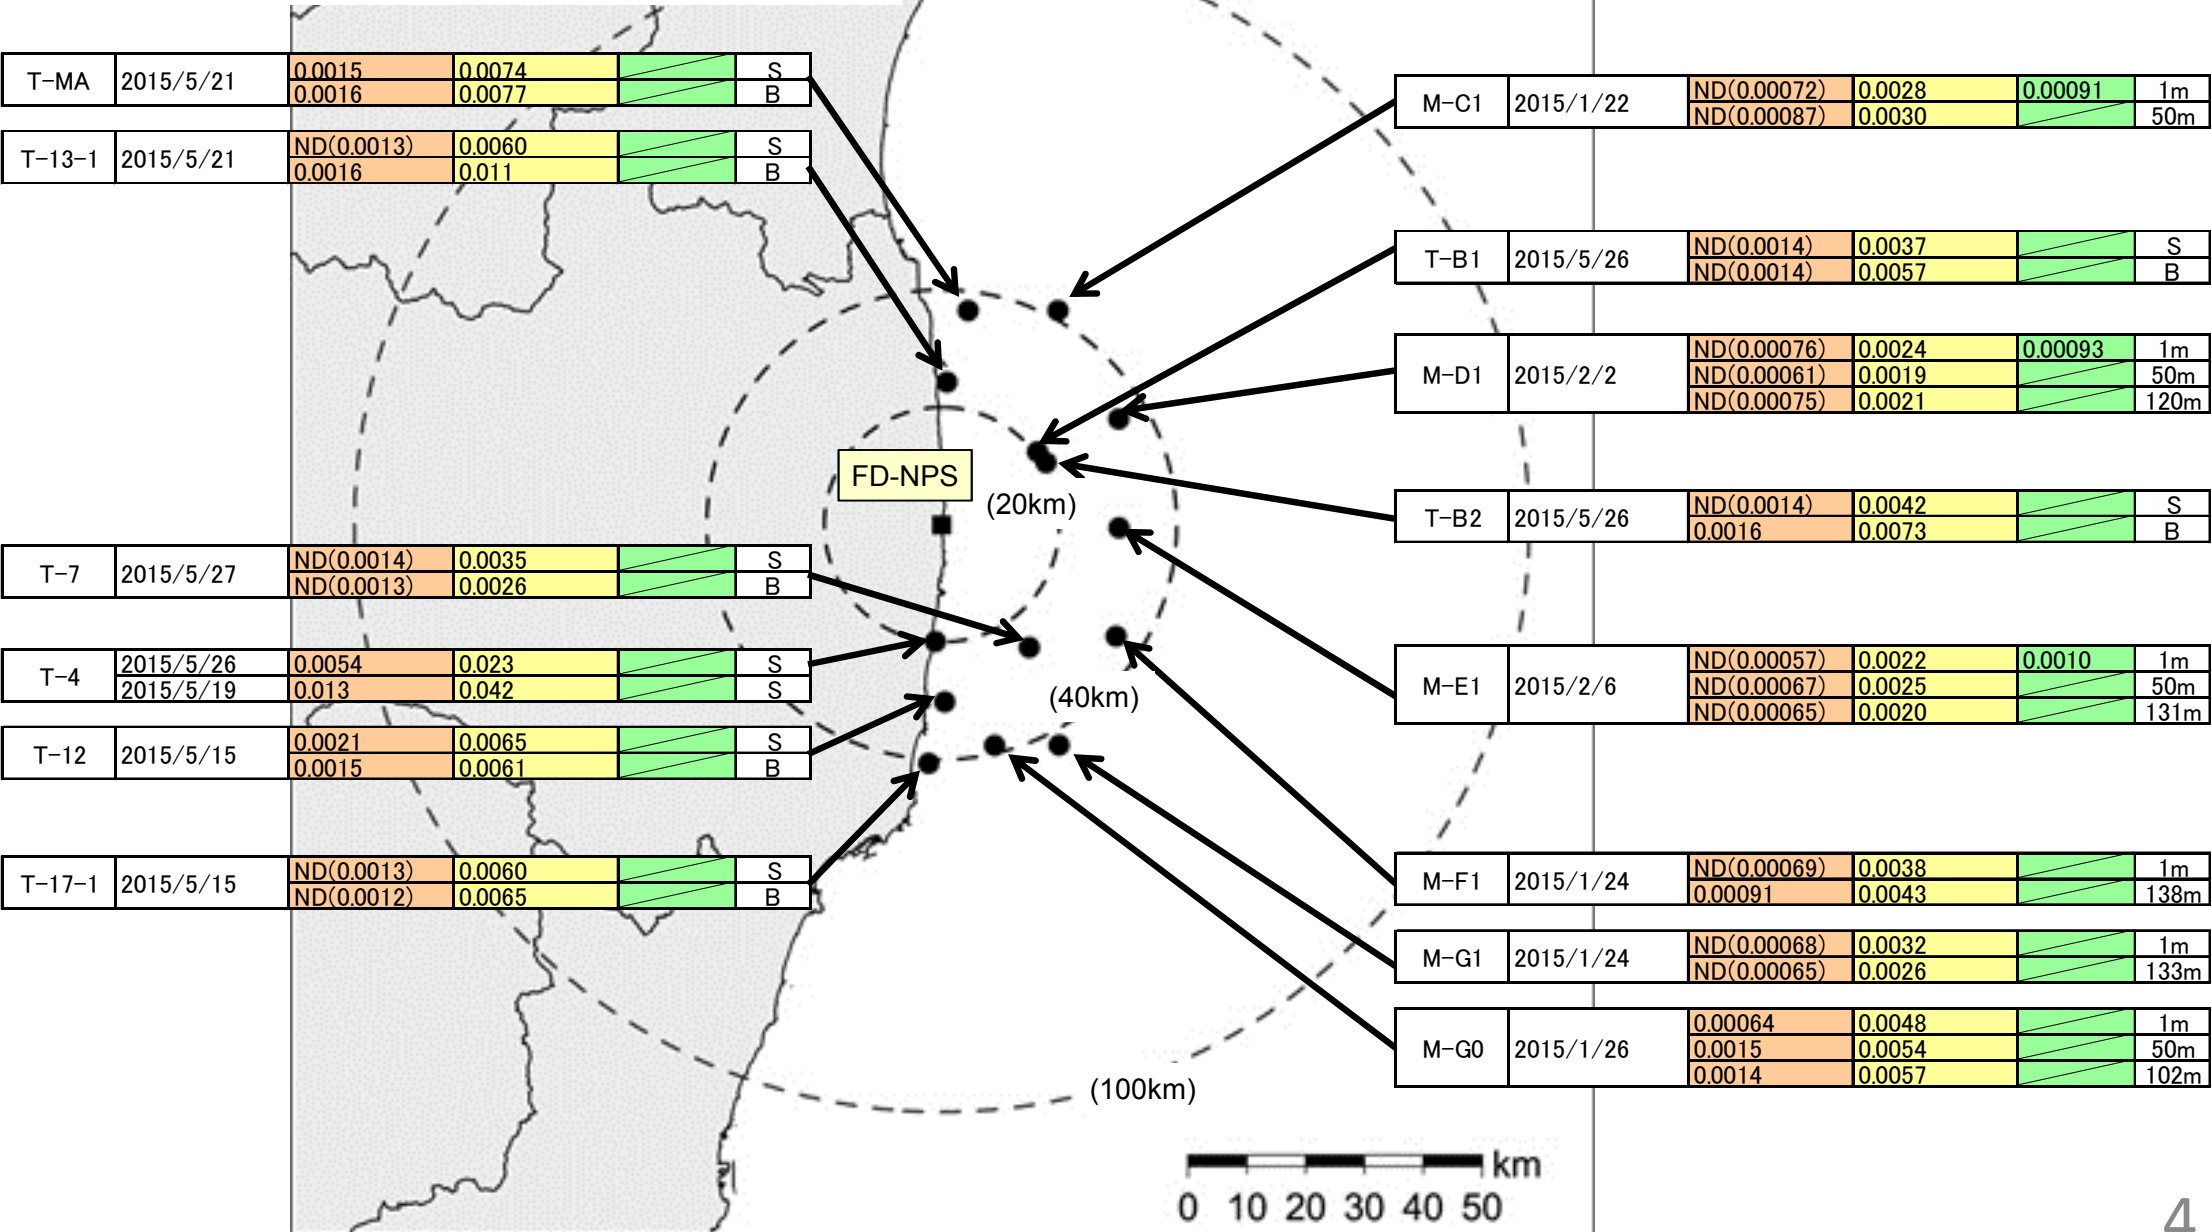 T-MA 2015/5/21 0.0015 0.0074 S
0.0016 0.0077 B
T-13-1 2015/5/21 ND(0.0013) 0.0060 S
0.0016 0.011 B
T-7 2015/5/27 ND(0.0014) 0.0035 S
ND(0.0013) 0.0026 B
T-4 2015/5/26 0.0054 0.023 S
2015/5/19 0.013 0.042 S
T-12 2015/5/15 0.0021 0.0065 S
0.0015 0.0061 B
T-17-1 2015/5/15 ND(0.0013) 0.0060 S
ND(0.0012) 0.0065 B
FD-NPS
(20km)
(40km)
(100km)
M-C1 2015/1/22 ND(0.00072) 0.0028 0.00091 1m
ND(0.00087) 0.0030 50m
T-B1 2015/5/26 ND(0.0014) 0.0037 S
ND(0.0014) 0.0057 B
M-D1 2015/2/2 ND(0.00076) 0.0024 0.00093 1m
ND(0.00061) 0.0019 50m
ND(0.00075) 0.0021 120m
T-B2 2015/5/26 ND(0.0014) 0.0042 S
0.0016 0.0073 B
M-E1 2015/2/6 ND(0.00057) 0.0022 0.0010 1m
ND(0.00067) 0.0025 50m
ND(0.00065) 0.0020 131m
M-F1 2015/1/24 ND(0.00069) 0.0038 1m
0.00091 0.0043 138m
M-G1 2015/1/24 ND(0.00068) 0.0032 1m
ND(0.00065) 0.0026 133m
M-G0 2015/1/26 0.00064 0.0048 1m
0.0015 0.0054 50m
0.0014 0.0057 102m
km
0 10 20 30 40 50
4